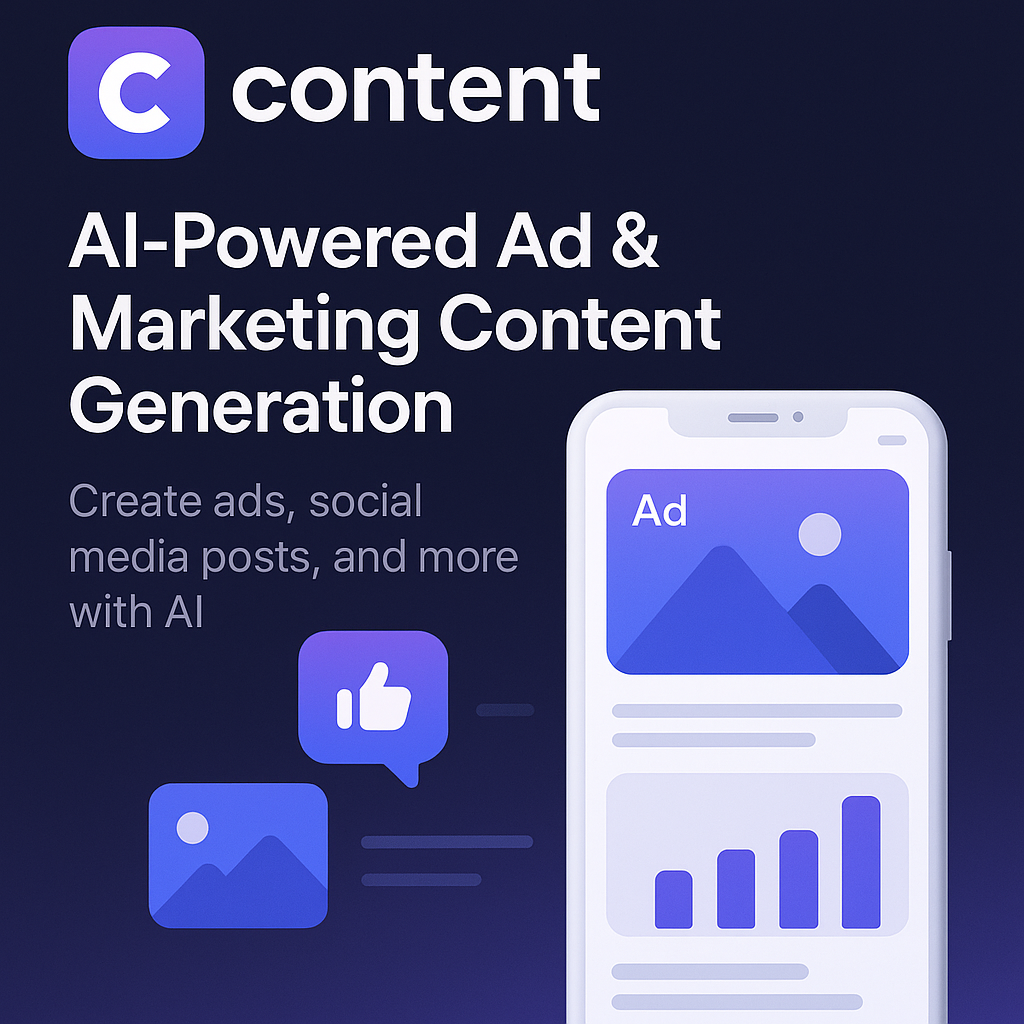 C content
AI-Powered Ad &
Marketing Content
Generation
Create ads, social
media posts, and more
with AI
Ad